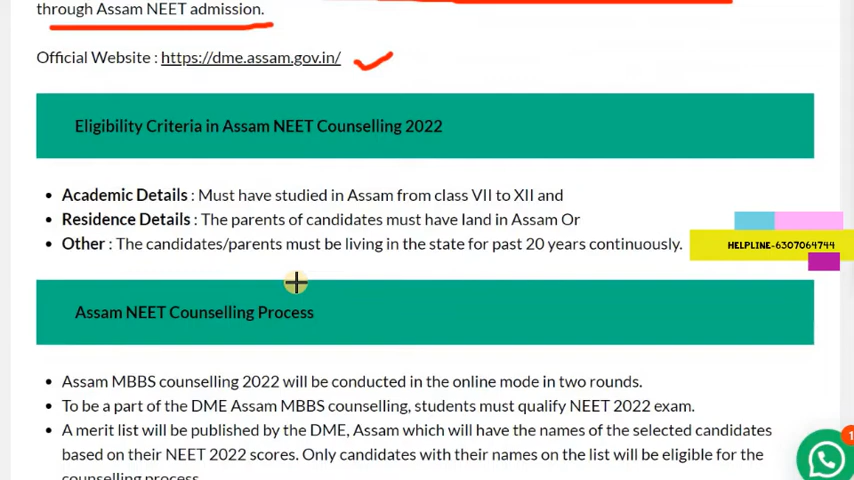 through Assam NEET admission.
Official Website : https://dme.assam.gov.in/
Eligibility Criteria in Assam NEET Counselling 2022
Academic Details : Must have studied in Assam from class VII to XII and
Residence Details : The parents of candidates must have land in Assam Or
Other : The candidates/parents must be living in the state for past 20 years continuously.
HELPLINE-6307064744
Assam NEET Counselling Process
Assam MBBS counselling 2022 will be conducted in the online mode in two rounds.
To be a part of the DME Assam MBBS counselling, students must qualify NEET 2022 exam.
A merit list will be published by the DME, Assam which will have the names of the selected candidates
based on their NEET 2022 scores. Only candidates with their names on the list will be eligible for the
counselling process.
1